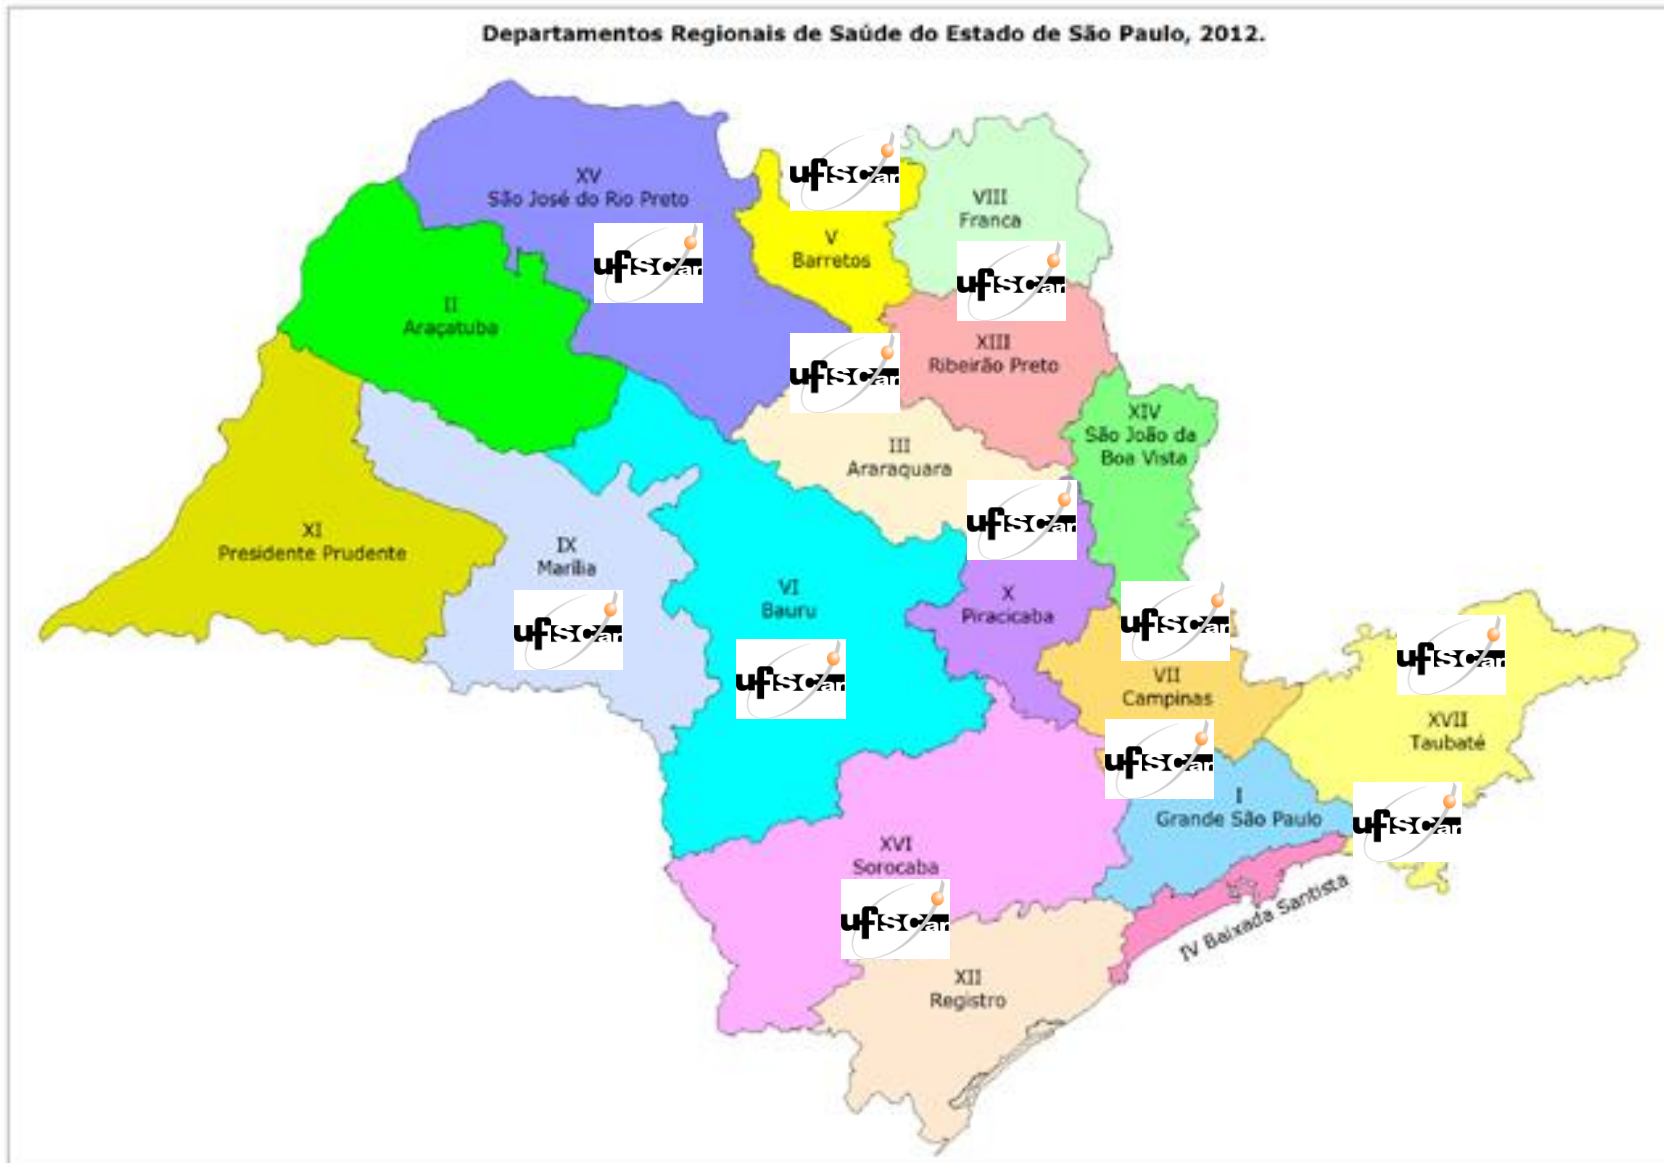 Departamentos Regionais de Saúde do Estado de São Paulo, 2012.
XV
São José do Rio Preto
ufscar
V
Barretos
ufscar
VIII
Franca
ufscar
II
Araçatuba
ufscar
XIII
Ribeirão Preto
XIV
São João da
Boa Vista
III
Araraquara
ufscar
XI
Presidente Prudente
IX
Marília
ufscar
VI
Bauru
ufscar
X
Piracicaba
ufscar
VII
Campinas
ufscar
ufscar
XVII
Taubaté
I
Grande São Paulo
ufscar
XVI
Sorocaba
ufscar
IV Baixada Santista
XII
Registro